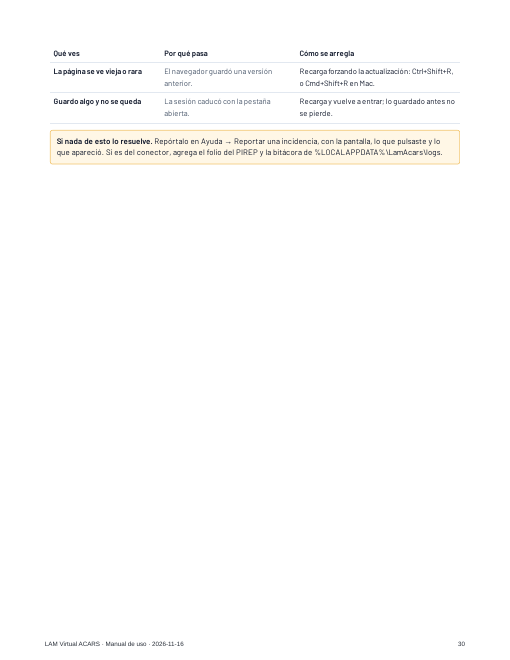 Qué ves Por qué pasa Cómo se arregla
La página se ve vieja o rara El navegador guardó una versión anterior. Recarga forzando la actualización: Ctrl+Shift+R, o Cmd+Shift+R en Mac.
Guardo algo y no se queda La sesión caducó con la pestaña abierta. Recarga y vuelve a entrar; lo guardado antes no se pierde.
Si nada de esto lo resuelve. Repórtalo en Ayuda → Reportar una incidencia, con la pantalla, lo que pulsaste y lo
que apareció. Si es del conector, agrega el folio del PIREP y la bitácora de %LOCALAPPDATA%\LamAcars\logs.
LAM Virtual ACARS · Manual de uso · 2026-11-16 30